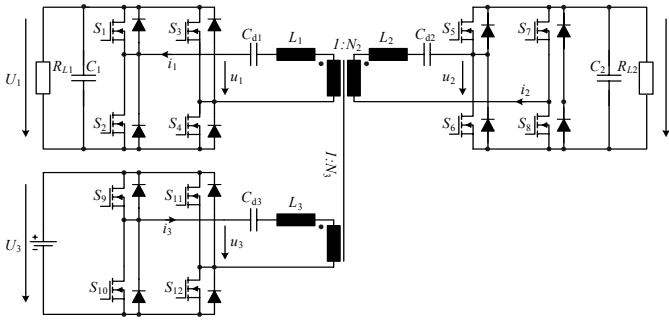 S1 S3 Cd1 L1 1:N2 L2 Cd2 S5 S7
U1 RL1 C1 i1 u1 u2 i2 C2 RL2
S2 S4 S6 S8
1:N3
S9 S11 Cd3 L3
U3 + - i3 u3
S10 S12